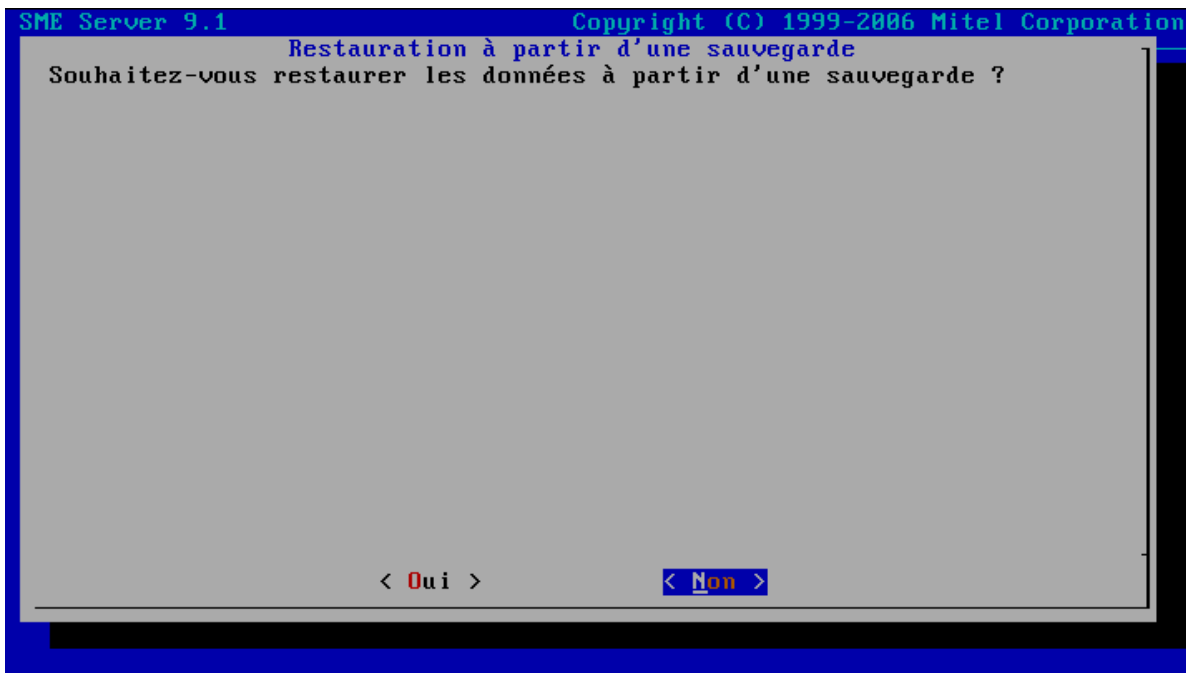 SME Server 9.1 Copyright (C) 1999-2006 Mitel Corporation
Restauration à partir d'une sauvegarde
Souhaitez-vous restaurer les données à partir d'une sauvegarde ?
< Oui > < Non >